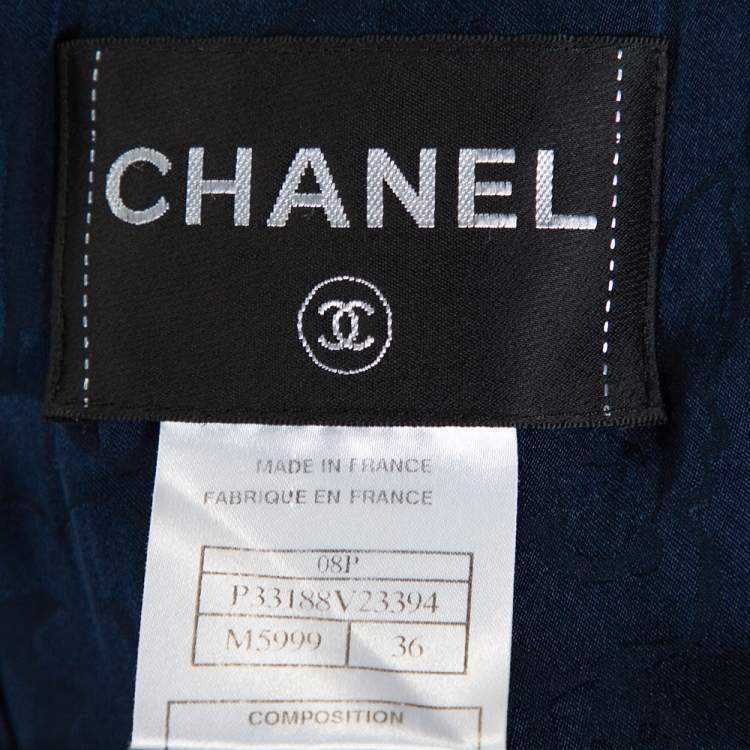 CHANEL
MADE IN FRANCE
FABRIQUE EN FRANCE
08P
P33188V23394
M5999 36
COMPOSITION